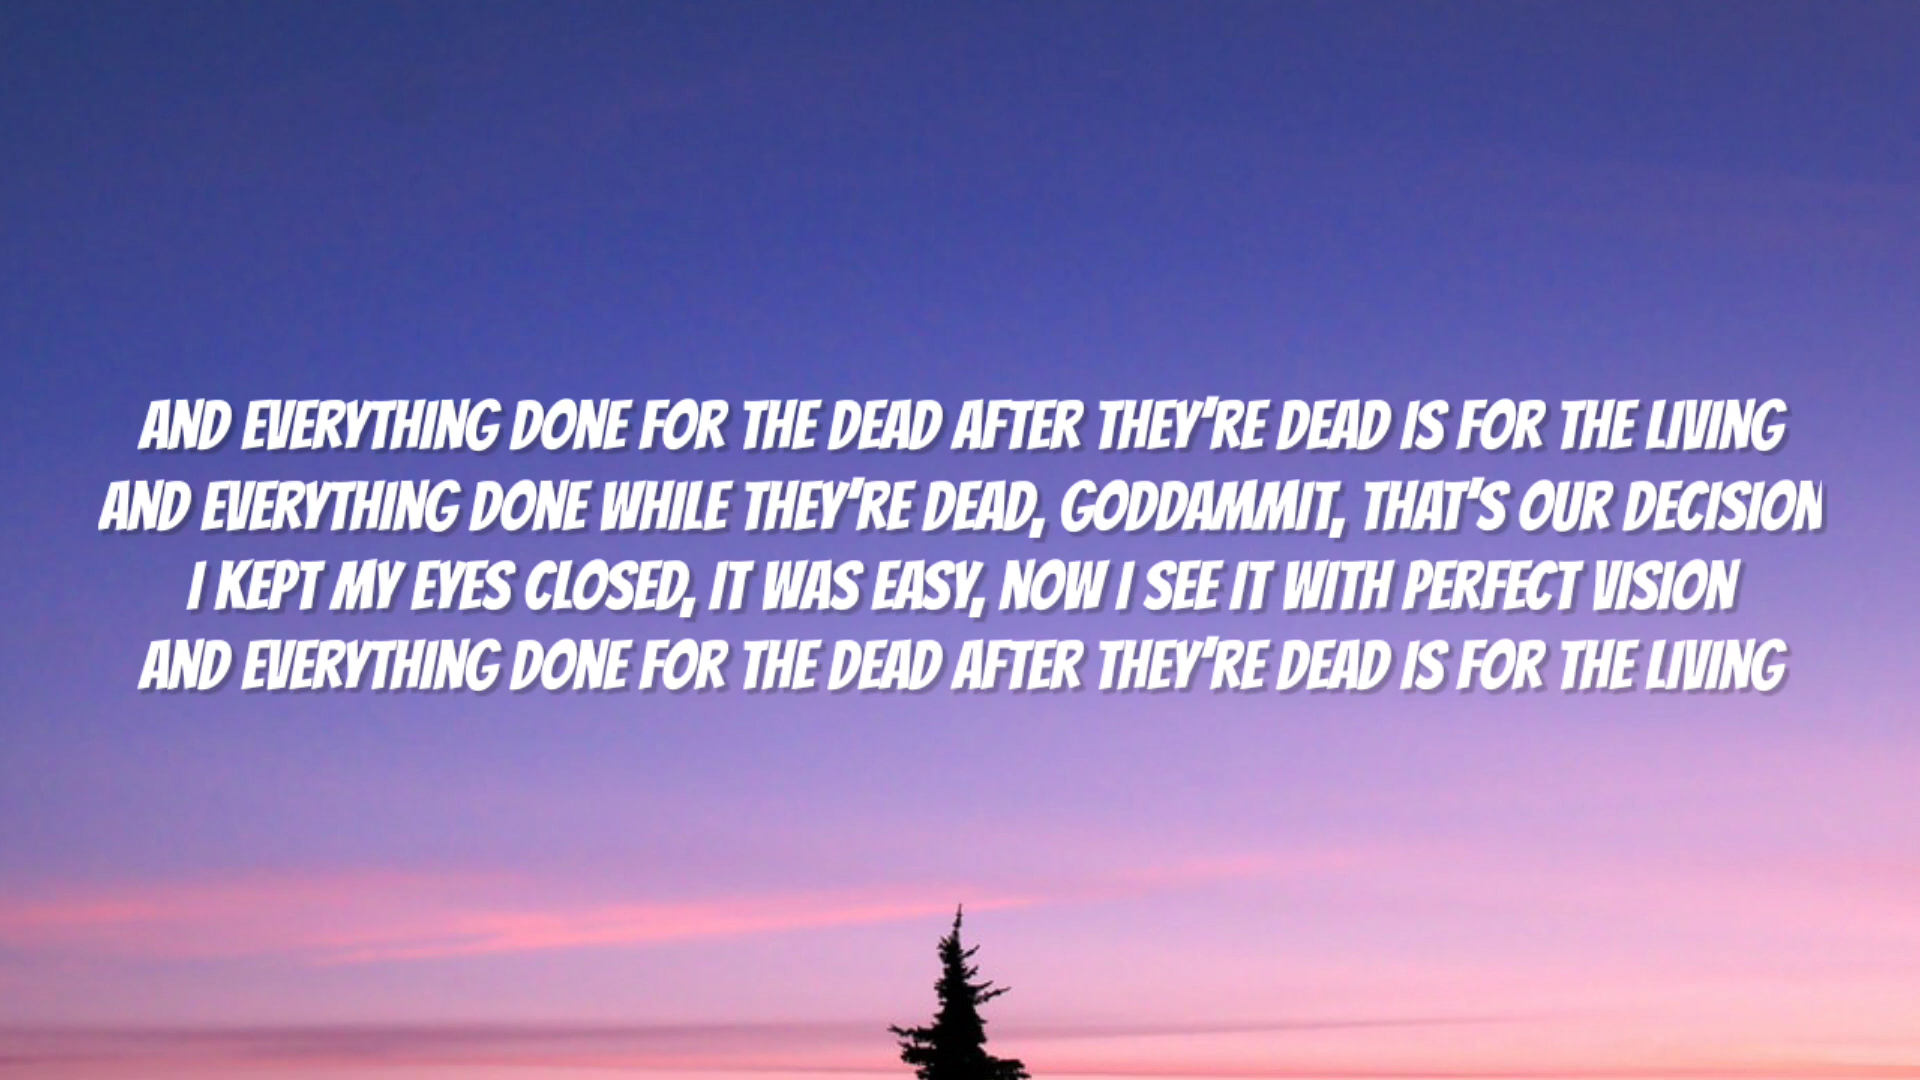 AND EVERYTHING DONE FOR THE DEAD AFTER THEY'RE DEAD IS FOR THE LIVING
AND EVERYTHING DONE WHILE THEY'RE DEAD, GODDAMMIT, THAT'S OUR DECISION
I KEPT MY EYES CLOSED, IT WAS EASY, NOW I SEE IT WITH PERFECT VISION
AND EVERYTHING DONE FOR THE DEAD AFTER THEY'RE DEAD IS FOR THE LIVING